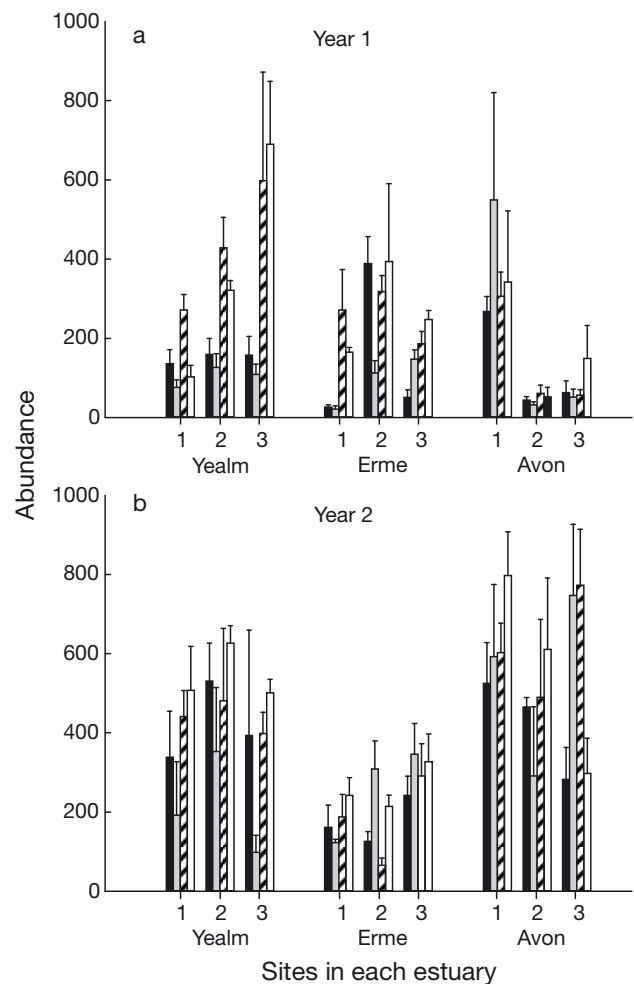 Abundance
a
Year 1
1000
800
600
400
200
0
1 2 3 1 2 3 1 2 3
Yealm Erme Avon
b
Year 2
1000
800
600
400
200
0
1 2 3 1 2 3 1 2 3
Yealm Erme Avon
Sites in each estuary